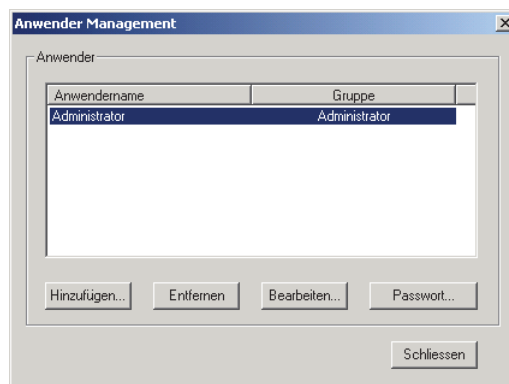 Anwender Management
Anwender
Anwendername Gruppe
Administrator Administrator
Hinzufügen... Entfernen Bearbeiten... Passwort...
Schliessen